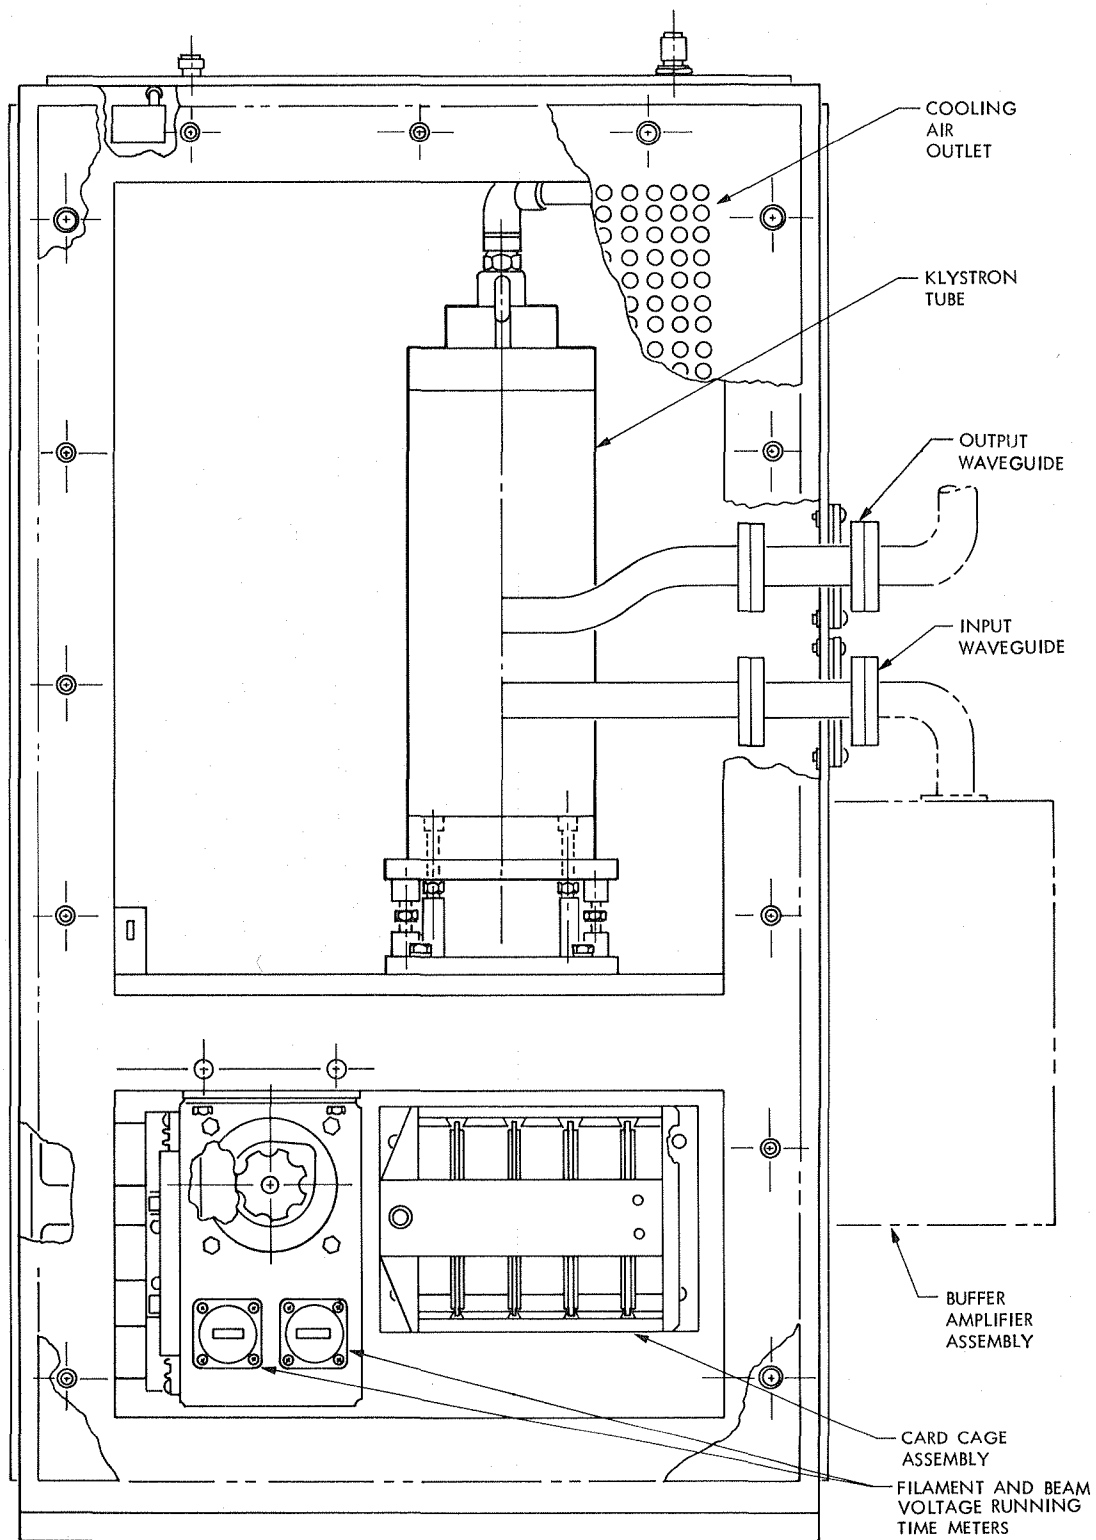 COOLING
AIR
OUTLET
KLYSTRON
TUBE
OUTPUT
WAVEGUIDE
INPUT
WAVEGUIDE
BUFFER
AMPLIFIER
ASSEMBLY
CARD CAGE
ASSEMBLY
FILAMENT AND BEAM
VOLTAGE RUNNING
TIME METERS